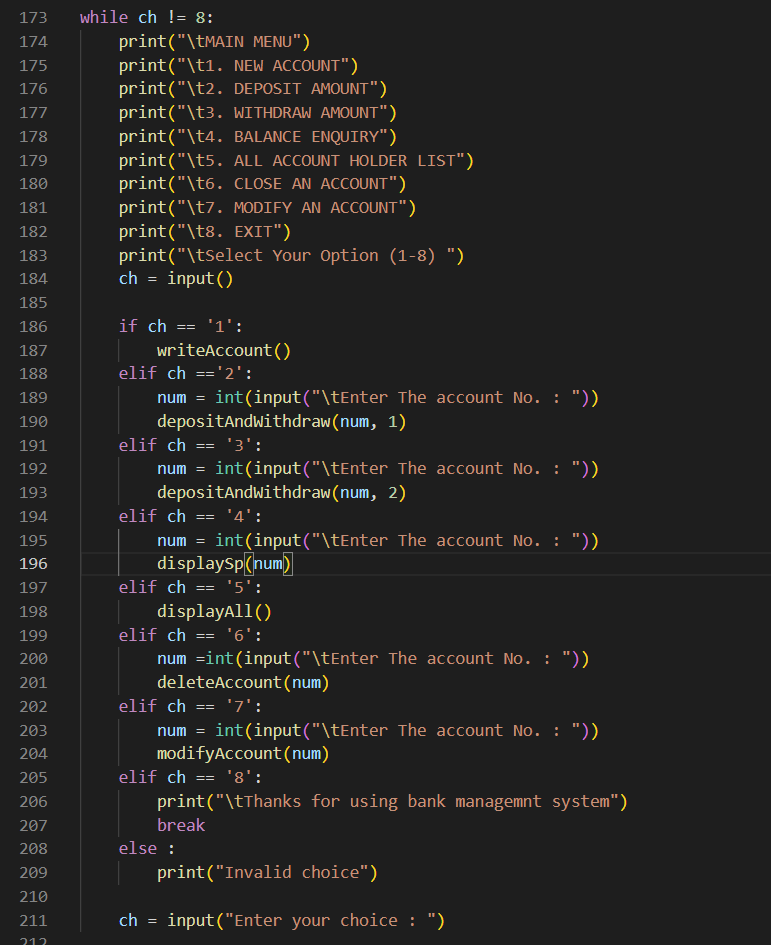 173 while ch != 8:
174     print("\tMAIN MENU")
175     print("\t1. NEW ACCOUNT")
176     print("\t2. DEPOSIT AMOUNT")
177     print("\t3. WITHDRAW AMOUNT")
178     print("\t4. BALANCE ENQUIRY")
179     print("\t5. ALL ACCOUNT HOLDER LIST")
180     print("\t6. CLOSE AN ACCOUNT")
181     print("\t7. MODIFY AN ACCOUNT")
182     print("\t8. EXIT")
183     print("\tSelect Your Option (1-8) ")
184     ch = input()
185
186     if ch == '1':
187         writeAccount()
188     elif ch =='2':
189         num = int(input("\tEnter The account No. : "))
190         depositAndWithdraw(num, 1)
191     elif ch == '3':
192         num = int(input("\tEnter The account No. : "))
193         depositAndWithdraw(num, 2)
194     elif ch == '4':
195         num = int(input("\tEnter The account No. : "))
196         displaySp(num)
197     elif ch == '5':
198         displayAll()
199     elif ch == '6':
200         num =int(input("\tEnter The account No. : "))
201         deleteAccount(num)
202     elif ch == '7':
203         num = int(input("\tEnter The account No. : "))
204         modifyAccount(num)
205     elif ch == '8':
206         print("\tThanks for using bank managemnt system")
207         break
208     else :
209         print("Invalid choice")
210
211     ch = input("Enter your choice : ")
212